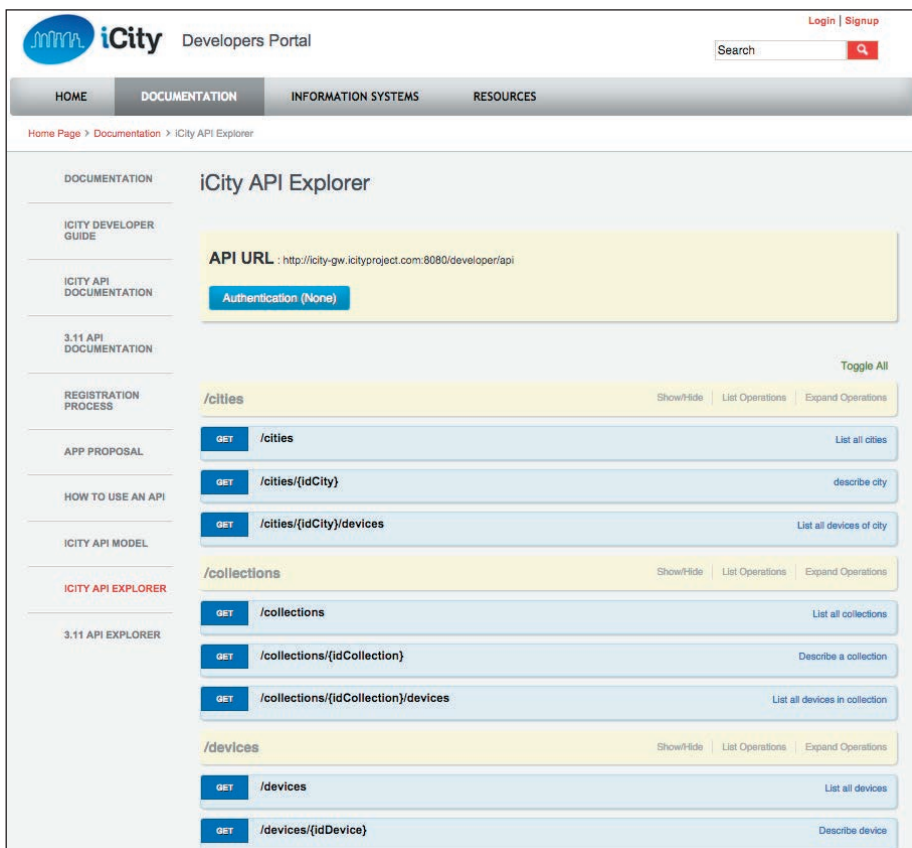 Login | Signup
iCity Developers Portal
Search
HOME DOCUMENTATION INFORMATION SYSTEMS RESOURCES
Home Page > Documentation > iCity API Explorer
DOCUMENTATION
ICITY DEVELOPER
GUIDE
ICITY API
DOCUMENTATION
3.11 API
DOCUMENTATION
REGISTRATION
PROCESS
APP PROPOSAL
HOW TO USE AN API
ICITY API MODEL
ICITY API EXPLORER
3.11 API EXPLORER
iCity API Explorer
API URL : http://icity-gw.icityproject.com:8080/developer/api
Authentication (None)
Toggle All
/cities Show/Hide | List Operations | Expand Operations
GET /cities List all cities
GET /cities/{idCity} describe city
GET /cities/{idCity}/devices List all devices of city
/collections Show/Hide | List Operations | Expand Operations
GET /collections List all collections
GET /collections/{idCollection} Describe a collection
GET /collections/{idCollection}/devices List all devices in collection
/devices Show/Hide | List Operations | Expand Operations
GET /devices List all devices
GET /devices/{idDevice} Describe device